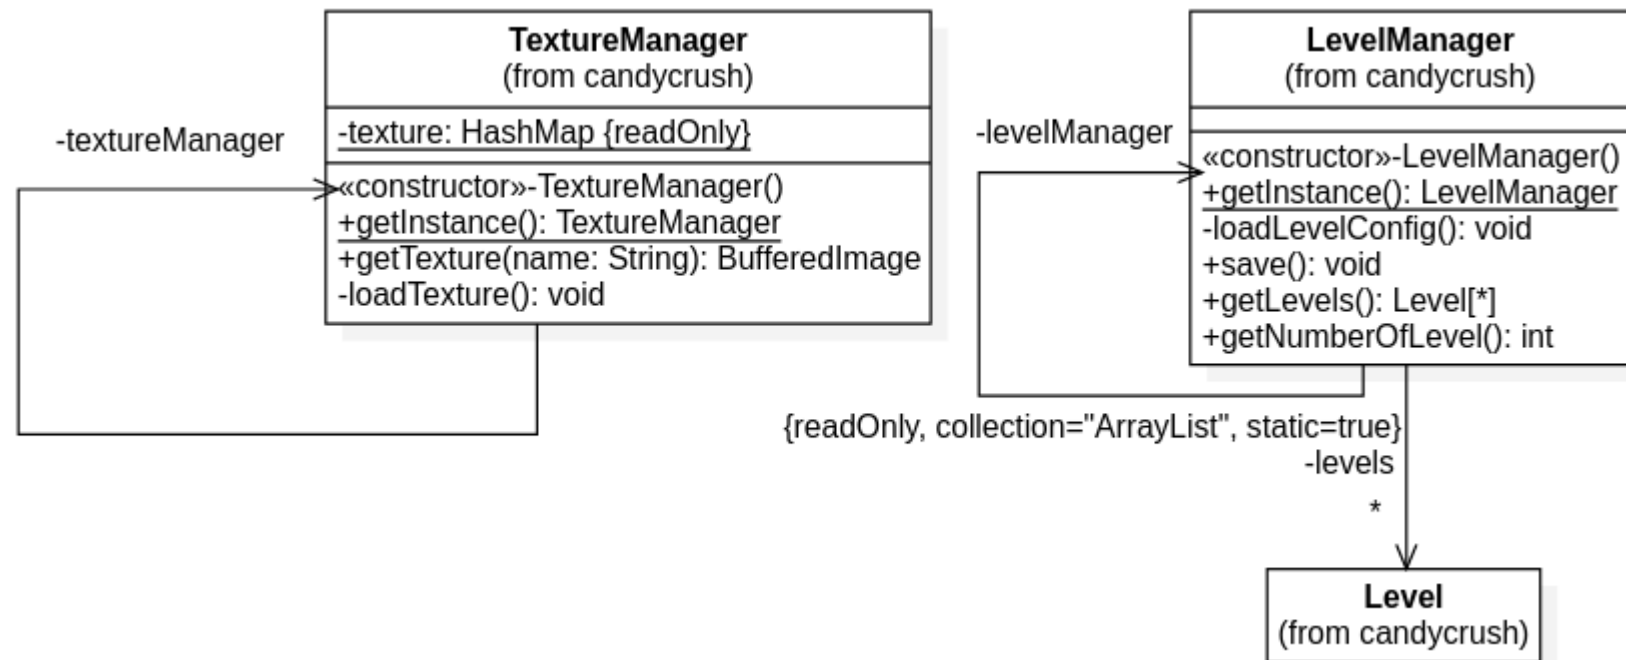 TextureManager
(from candycrush)
-texture: HashMap {readOnly}
«constructor»-TextureManager()
+getInstance(): TextureManager
+getTexture(name: String): BufferedImage
-loadTexture(): void
-textureManager
LevelManager
(from candycrush)
«constructor»-LevelManager()
+getInstance(): LevelManager
-loadLevelConfig(): void
+save(): void
+getLevels(): Level[*]
+getNumberOfLevel(): int
-levelManager
{readOnly, collection="ArrayList", static=true}
-levels
*
Level
(from candycrush)